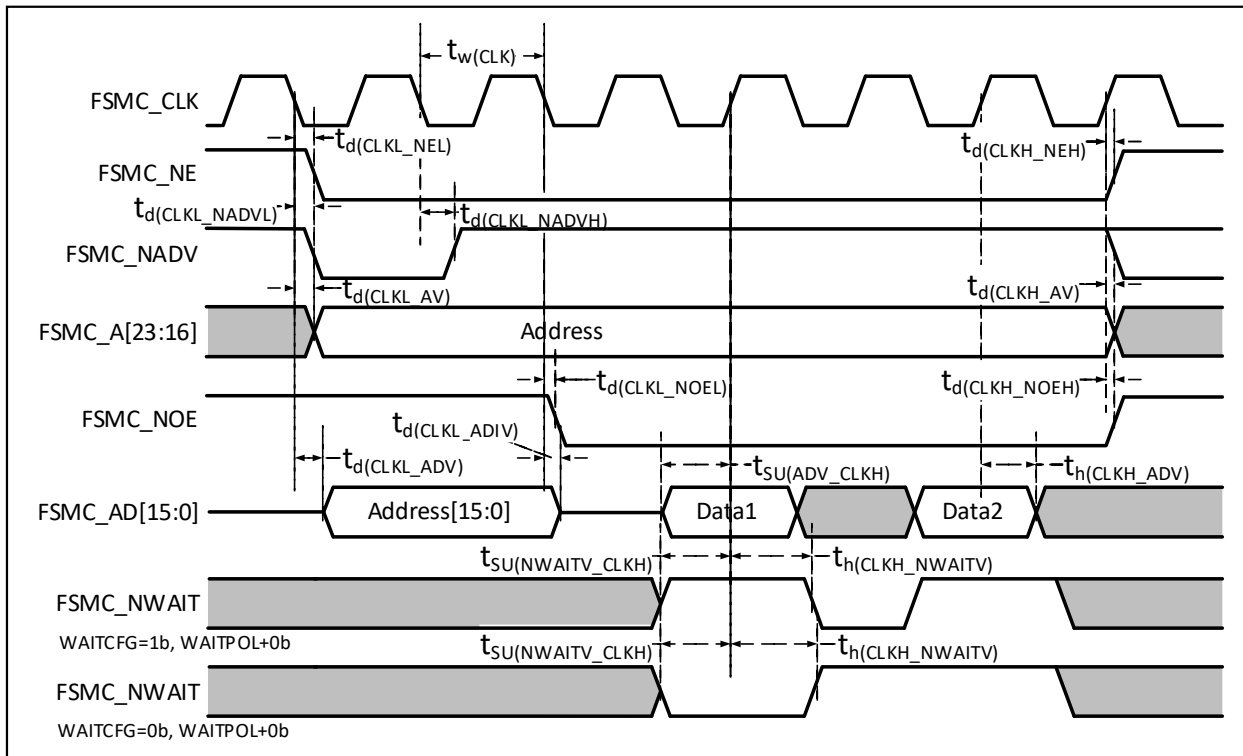 tw(CLK)
FSMC_CLK
td(CLKL_NEL)
td(CLKH_NEH)
FSMC_NE
td(CLKL_NADVL)
td(CLKL_NADVH)
FSMC_NADV
td(CLKL_AV)
td(CLKH_AV)
FSMC_A[23:16]
Address
td(CLKL_NOEL)
td(CLKH_NOEH)
FSMC_NOE
td(CLKL_ADIV)
td(CLKL_ADV)
tSU(ADV_CLKH)
th(CLKH_ADV)
FSMC_AD[15:0]
Address[15:0]
Data1
Data2
tSU(NWAITV_CLKH)
th(CLKH_NWAITV)
FSMC_NWAIT
WAITCFG=1b, WAITPOL+0b
tSU(NWAITV_CLKH)
th(CLKH_NWAITV)
FSMC_NWAIT
WAITCFG=0b, WAITPOL+0b